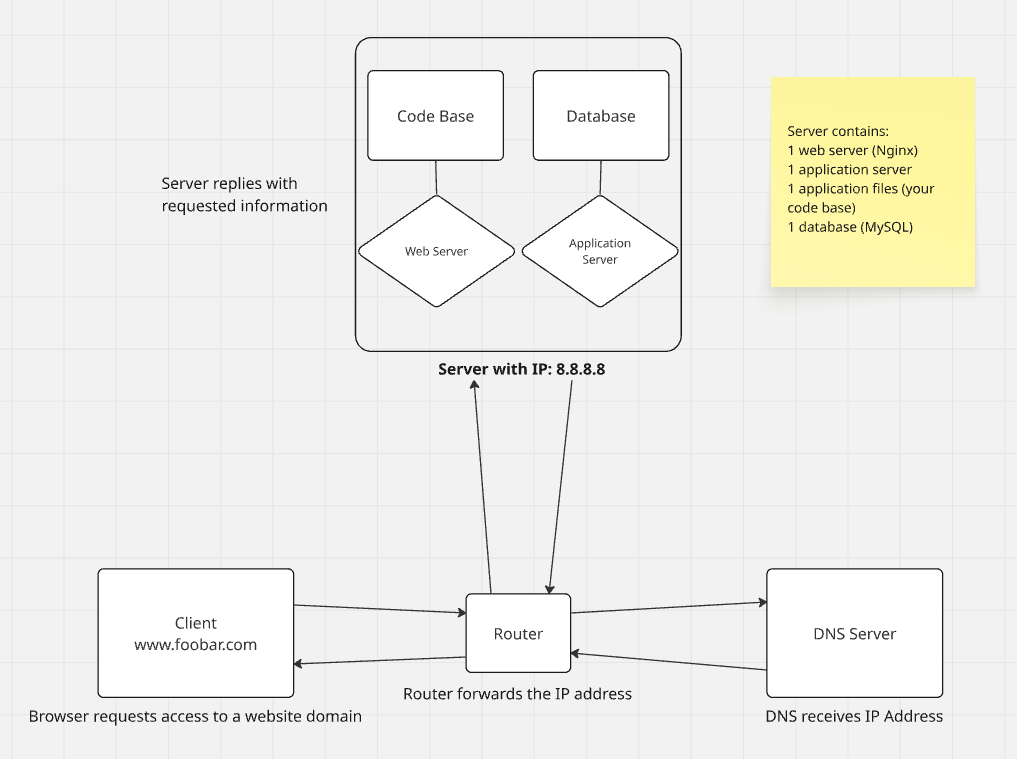 Code Base
Database
Server contains:
1 web server (Nginx)
1 application server
1 application files (your
code base)
1 database (MySQL)
Server replies with
requested information
Web Server
Application
Server
Server with IP: 8.8.8.8
Client
www.foobar.com
Router
DNS Server
Router forwards the IP address
Browser requests access to a website domain
DNS receives IP Address